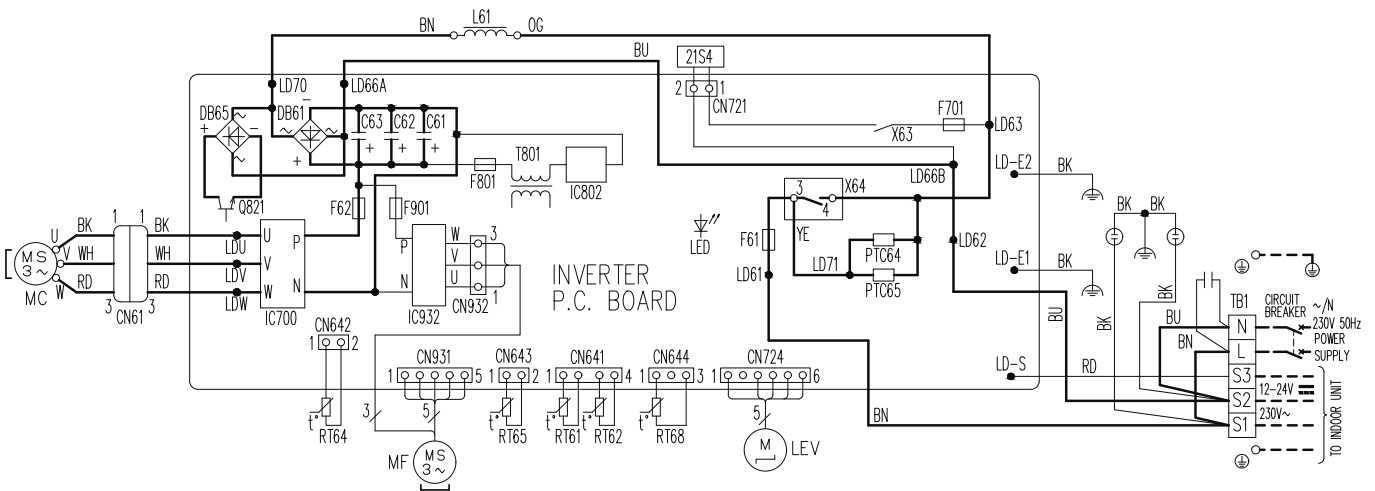 L61
BN
OG
BU
21S4
2
1
CN721
LD70
LD66A
F701
DB65
DB61
C63
C62
C61
X63
LD63
+
−
~
~
−
~
~
+
+
+
+
T801
F801
IC802
LD66B
LD-E2
BK
Q821
F62
F901
3
X64
4
YE
LED
F61
PTC64
LD71
PTC65
LD61
LD62
LD-E1
BK
BK
BK
U
V
W
MS
3~
MC
BK
WH
RD
1
1
3
3
CN61
BK
WH
RD
LDU
LDV
LDW
U
V
W
P
N
IC700
P
N
IC932
W
V
U
3
1
CN932
INVERTER
P.C. BOARD
BU
BK
BK
BU
BN
TB1
N
L
S3
S2
S1
CIRCUIT
BREAKER
~/N
230V 50Hz
POWER
SUPPLY
12-24V
230V~
TO INDOOR UNIT
CN642
1
2
CN931
1
5
CN643
1
2
CN641
1
4
CN644
1
3
CN724
1
6
LD-S
RD
BN
t°
RT64
3
5
t°
RT65
t°
RT61
t°
RT62
t°
RT68
5
MF
MS
3~
M
LEV